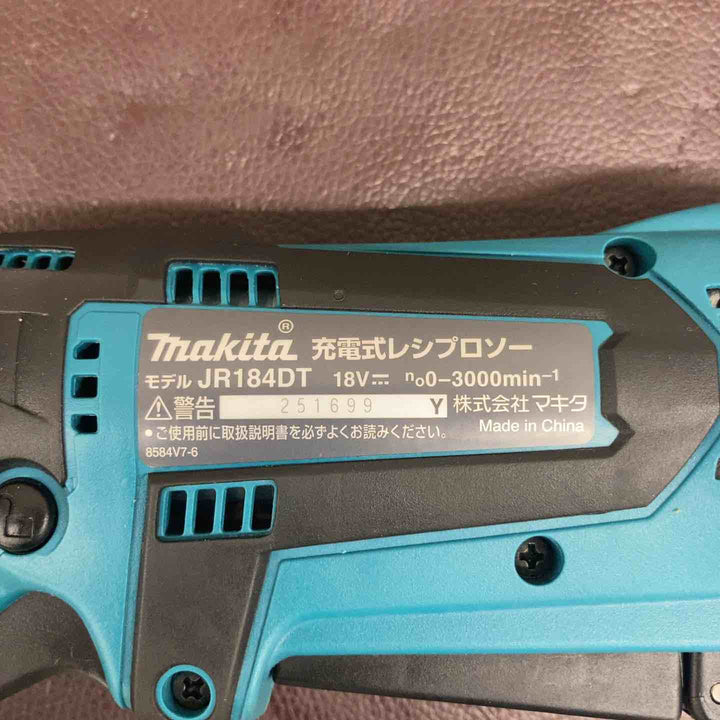 makita® 充電式レシプロソー
モデル JR184DT 18V⎓ n₀0-3000min⁻¹
⚠警告 251699 Y 株式会社マキタ
•ご使用前に取扱説明書を必ずよくお読みください。 Made in China
8584V7-6